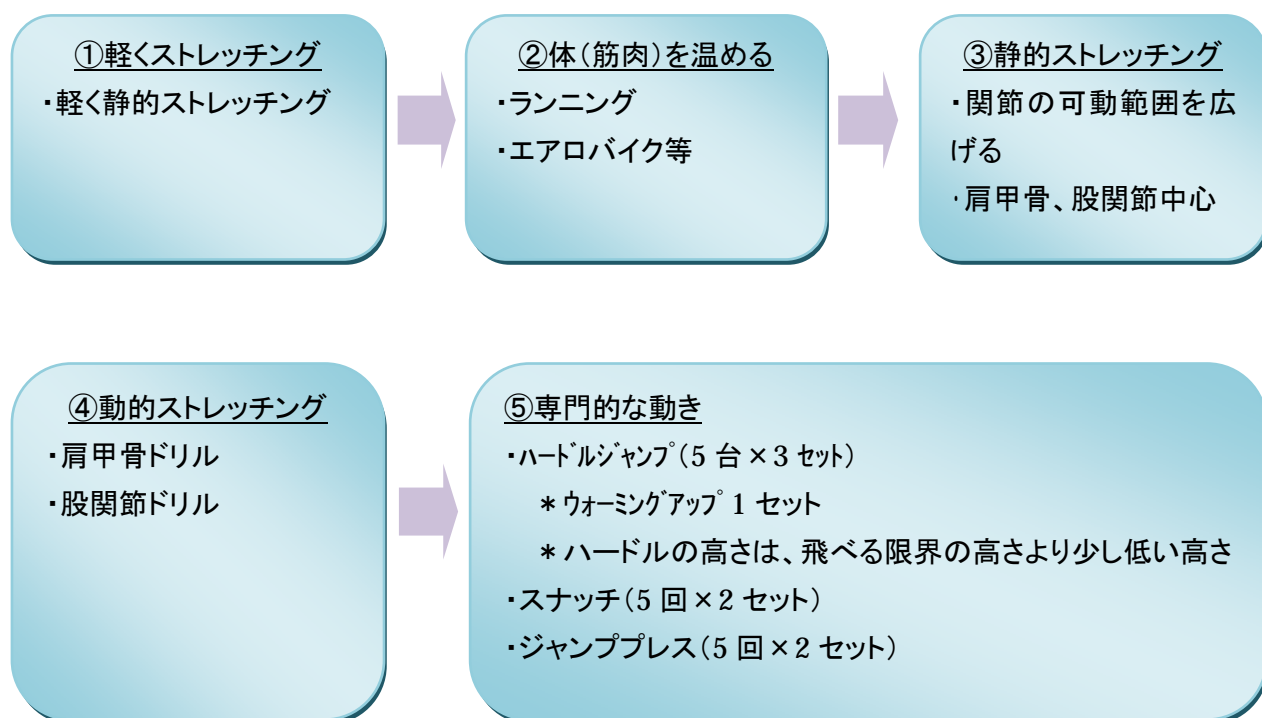 ①軽くストレッチング
・軽く静的ストレッチング
②体(筋肉)を温める
・ランニング
・エアロバイク等
③静的ストレッチング
・関節の可動範囲を広
げる
・肩甲骨、股関節中心
④動的ストレッチング
・肩甲骨ドリル
・股関節ドリル
⑤専門的な動き
・ハードルジャンプ(5 台×3 セット)
＊ウォーミングアップ 1 セット
＊ハードルの高さは、飛べる限界の高さより少し低い高さ
・スナッチ(5 回×2 セット)
・ジャンププレス(5 回×2 セット)